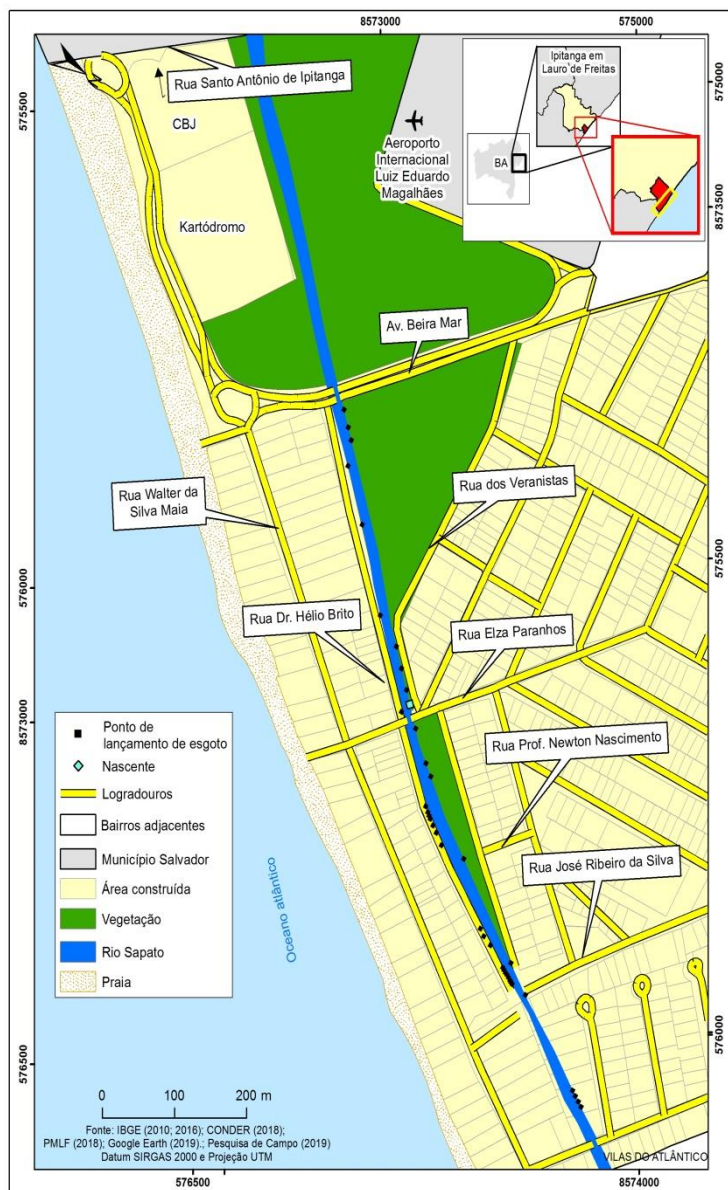 8573000
575000
575000
575500
8573500
Rua Santo Antônio de Ipitanga
CBJ
Aeroporto
Internacional
Luiz Eduardo
Magalhães
Ipitanga em
Lauro de Freitas
BA
Kartódromo
Av. Beira Mar
Rua Walter da
Silva Maia
Rua dos Veranistas
575500
576000
Rua Dr. Hélio Brito
Rua Elza Paranhos
8573000
Rua Prof. Newton Nascimento
Rua José Ribeiro da Silva
Ponto de
lançamento de esgoto
Nascente
Logradouros
Bairros adjacentes
Município Salvador
Área construída
Vegetação
Rio Sapato
Praia
Oceano atlântico
576000
576500
0 100 200 m
Fonte: IBGE (2010; 2016); CONDER (2018);
PMLF (2018); Google Earth (2019).; Pesquisa de Campo (2019)
Datum SIRGAS 2000 e Projeção UTM
VILAS DO ATLÂNTICO
576500
8574000